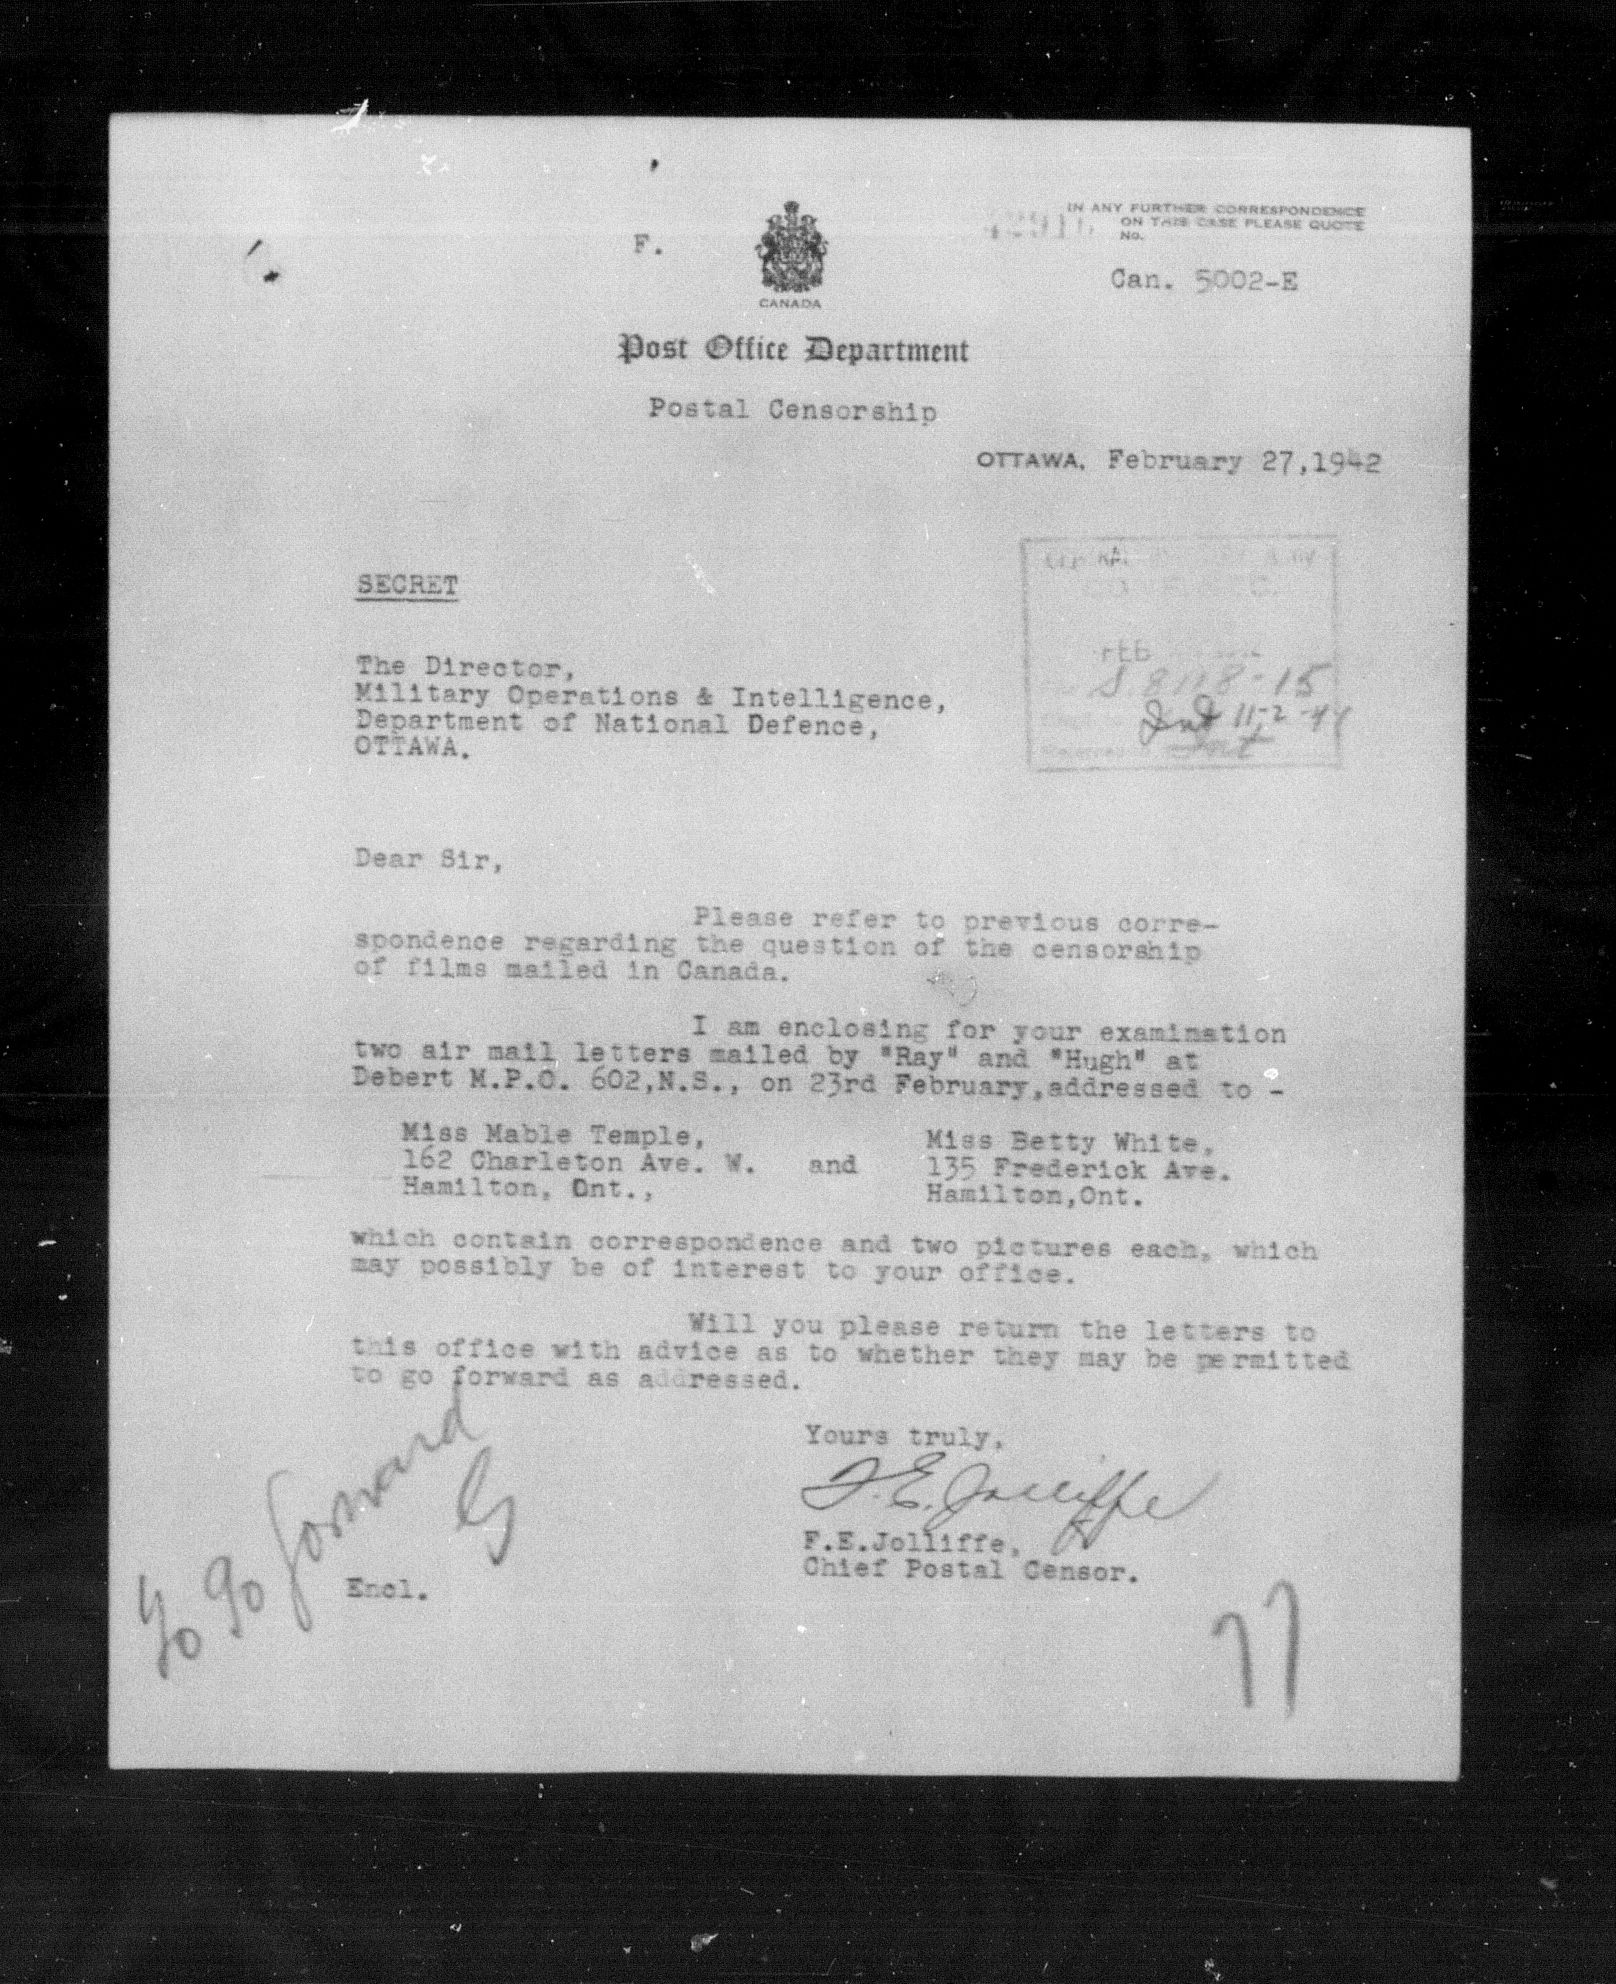 IN ANY FURTHER CORRESPONDENCE
ON THIS CASE PLEASE QUOTE
No.
F.
CANADA
Can. 5002-E
Post Office Department
Postal Censorship
OTTAWA, February 27,1942
SECRET
The Director,
Military Operations & Intelligence,
Department of National Defence,
OTTAWA.
Dear Sir,
Please refer to previous corre-
spondence regarding the question of the censorship
of films mailed in Canada.
I am enclosing for your examination
two air mail letters mailed by "Ray" and "Hugh" at
Debert M.P.O. 602,N.S., on 23rd February,addressed to -
Miss Mable Temple, Miss Betty White,
162 Charleton Ave. W. and 135 Frederick Ave.
Hamilton, Ont., Hamilton,Ont.
which contain correspondence and two pictures each, which
may possibly be of interest to your office.
Will you please return the letters to
this office with advice as to whether they may be permitted
to go forward as addressed.
Yours truly,
F.E. Jolliffe
F.E.Jolliffe,
Chief Postal Censor.
Encl.
To go forward
77